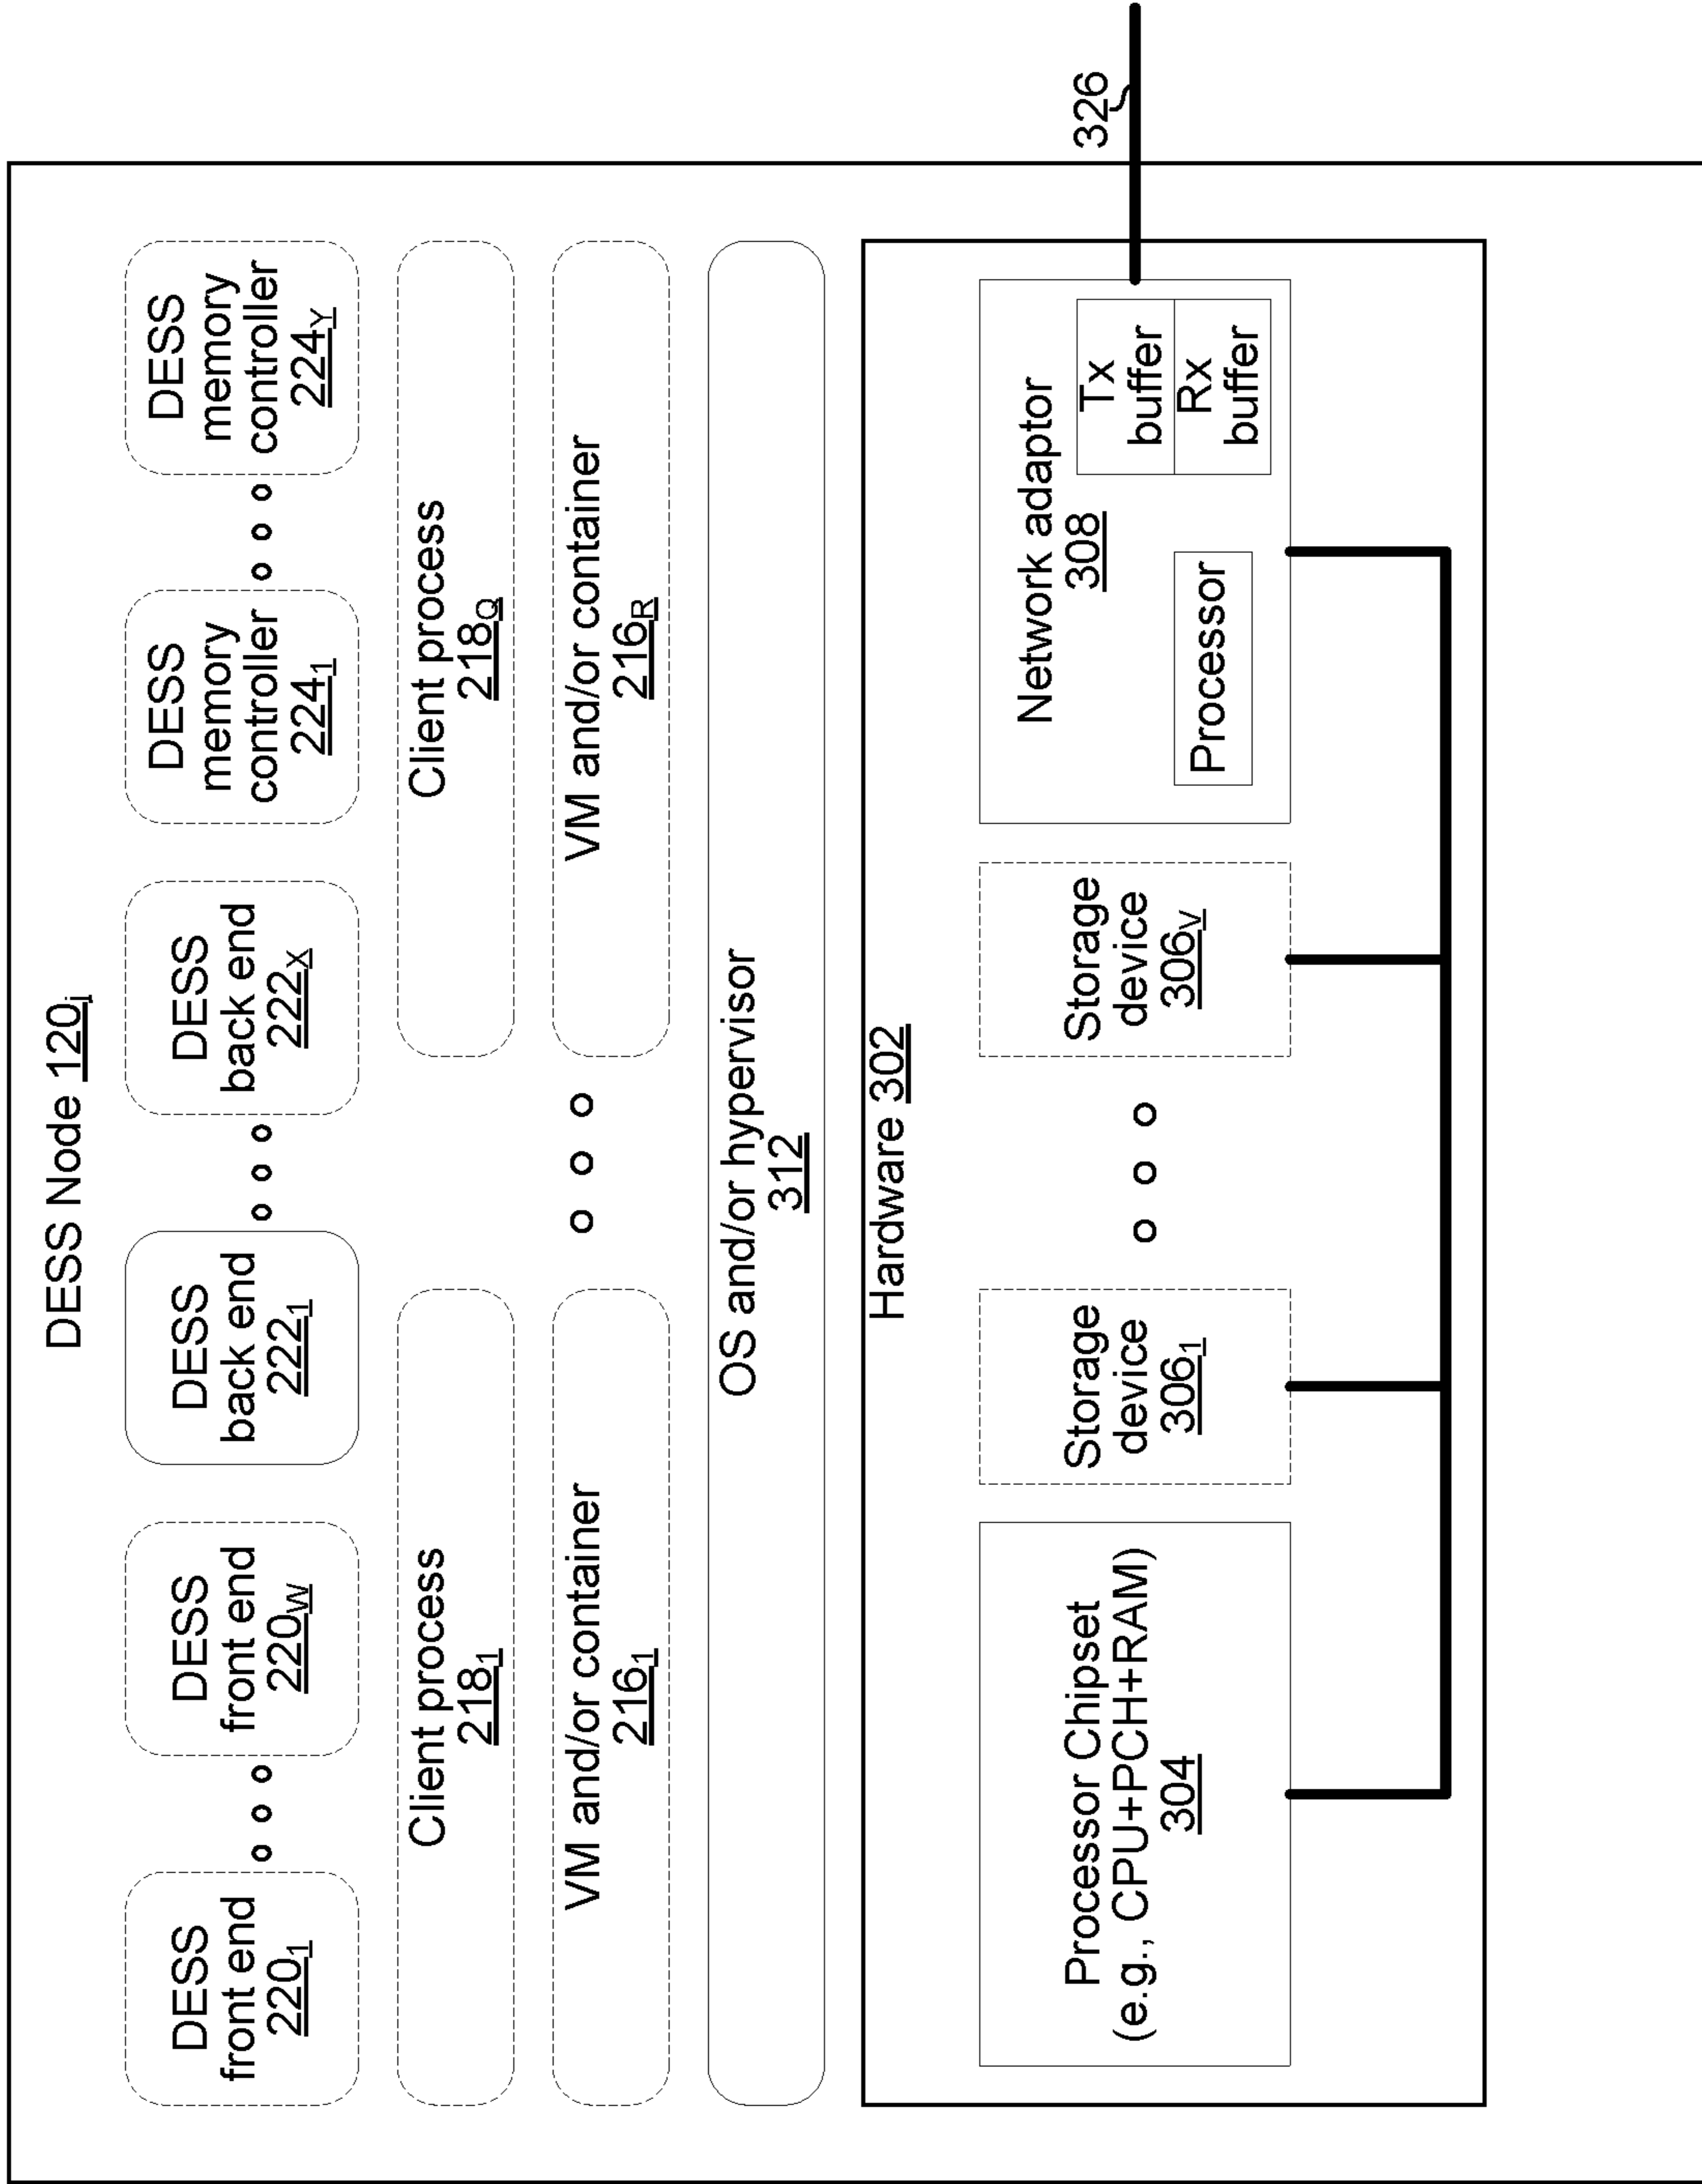 DESS Node 120i
DESS
front end
2201
DESS
front end
220W
DESS
back end
2221
DESS
back end
222X
DESS
memory
controller
2241
DESS
memory
controller
224Y
Client process
2181
Client process
218Q
VM and/or container
2161
VM and/or container
216R
OS and/or hypervisor
312
Hardware 302
Processor Chipset
(e.g., CPU+PCH+RAM)
304
Storage
device
3061
Storage
device
306V
Network adaptor
308
Processor
Tx
buffer
Rx
buffer
326